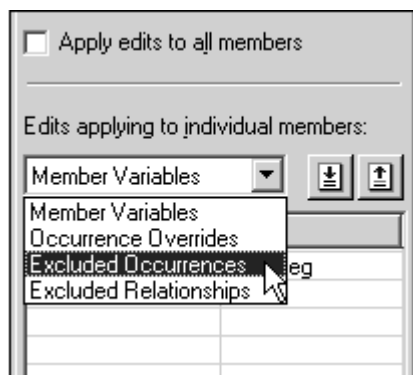 Apply edits to all members
Edits applying to individual members:
Member Variables
Member Variables
Occurrence Overrides
Excluded Occurrences
eg
Excluded Relationships